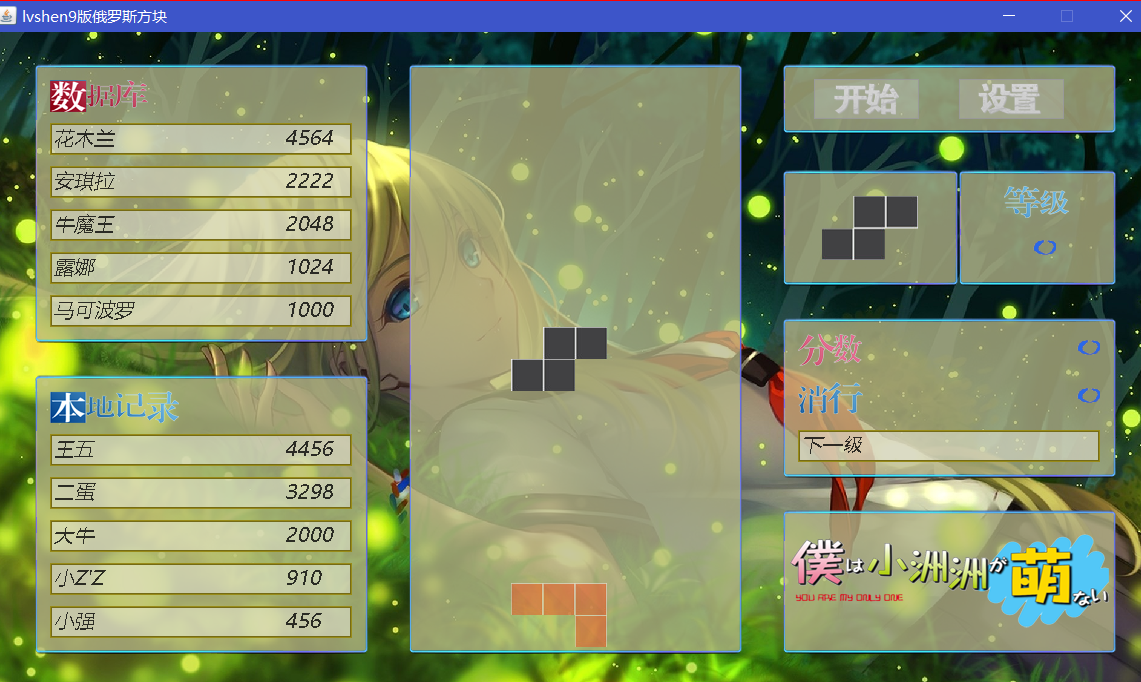 lvshen9版俄罗斯方块
数据库
花木兰 4564
安琪拉 2222
牛魔王 2048
露娜 1024
马可波罗 1000
本地记录
王五 4456
二蛋 3298
大牛 2000
小Z'Z 910
小强 456
开始 设置
等级
0
分数 0
消行 0
下一级
僕は小洲洲が萌ない
YOU ARE MY ONLY ONE